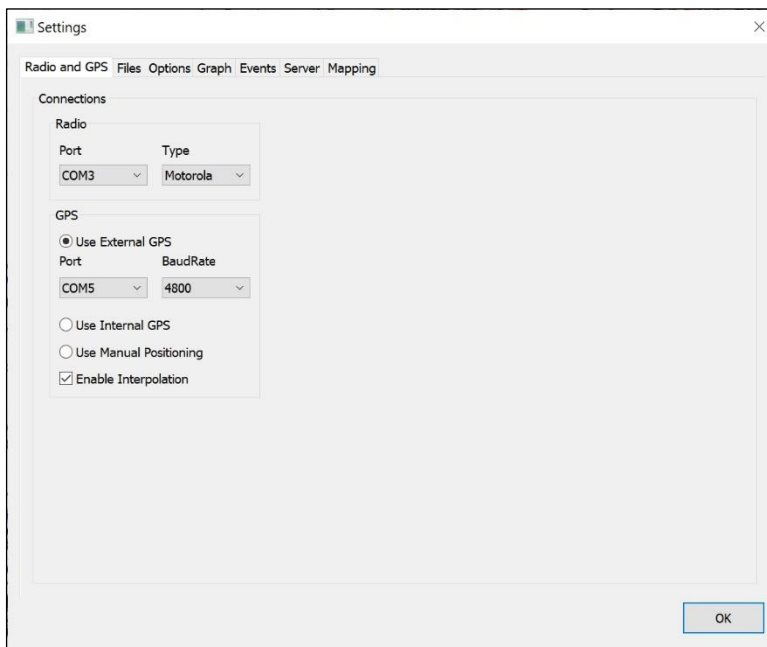 Settings
Radio and GPS Files Options Graph Events Server Mapping
Connections
Radio
Port Type
COM3 Motorola
GPS
Use External GPS
Port BaudRate
COM5 4800
Use Internal GPS
Use Manual Positioning
Enable Interpolation
OK